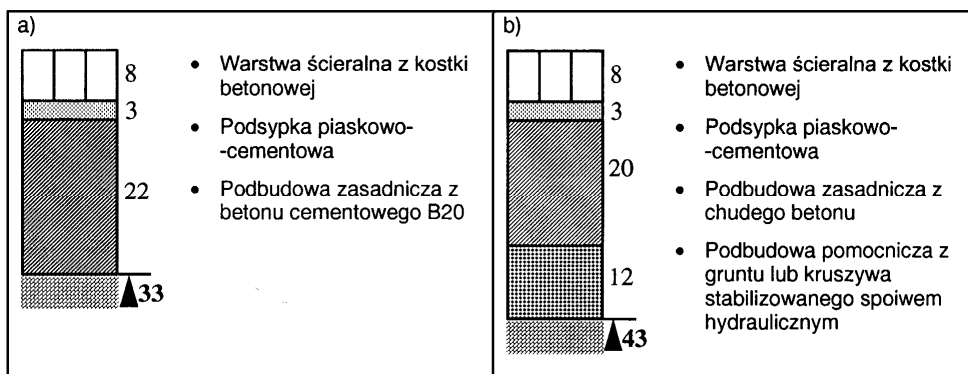 a)
8
3
22
33
• Warstwa ścieralna z kostki
betonowej
• Podsypka piaskowo-
-cementowa
• Podbudowa zasadnicza z
betonu cementowego B20
b)
8
3
20
12
43
• Warstwa ścieralna z kostki
betonowej
• Podsypka piaskowo-
-cementowa
• Podbudowa zasadnicza z
chudego betonu
• Podbudowa pomocnicza z
gruntu lub kruszywa
stabilizowanego spoiwem
hydraulicznym